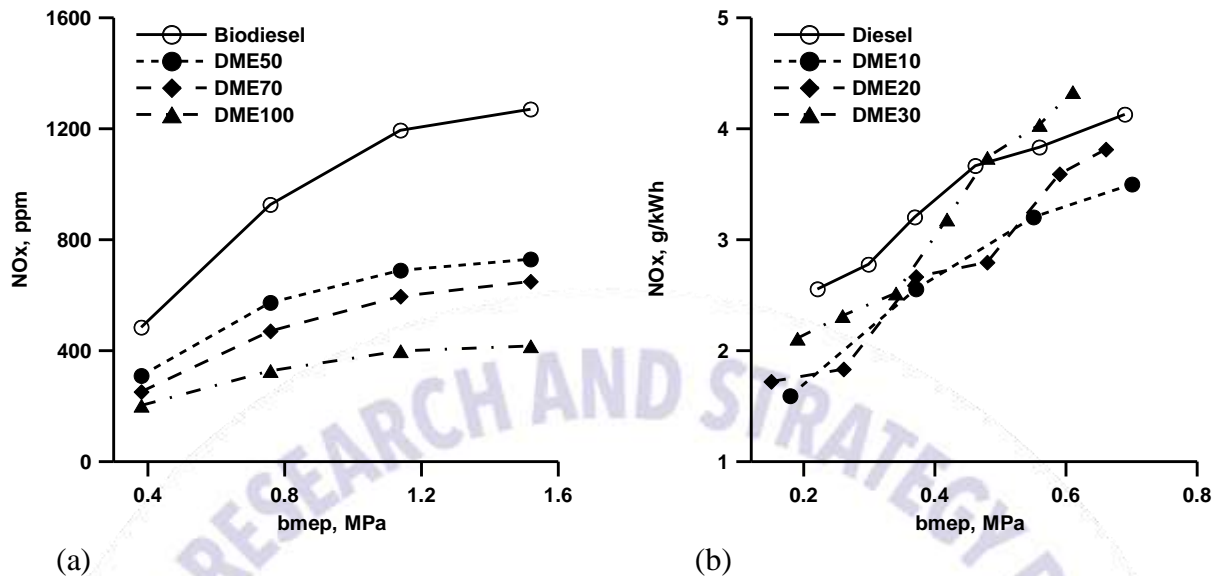 1600
1200
800
400
0
NOx, ppm
Biodiesel
DME50
DME70
DME100
0.4 0.8 1.2 1.6
bmep, MPa
(a)
5
4
3
2
1
NOx, g/kWh
Diesel
DME10
DME20
DME30
0.2 0.4 0.6 0.8
bmep, MPa
(b)
RESEARCH AND STRATEGY